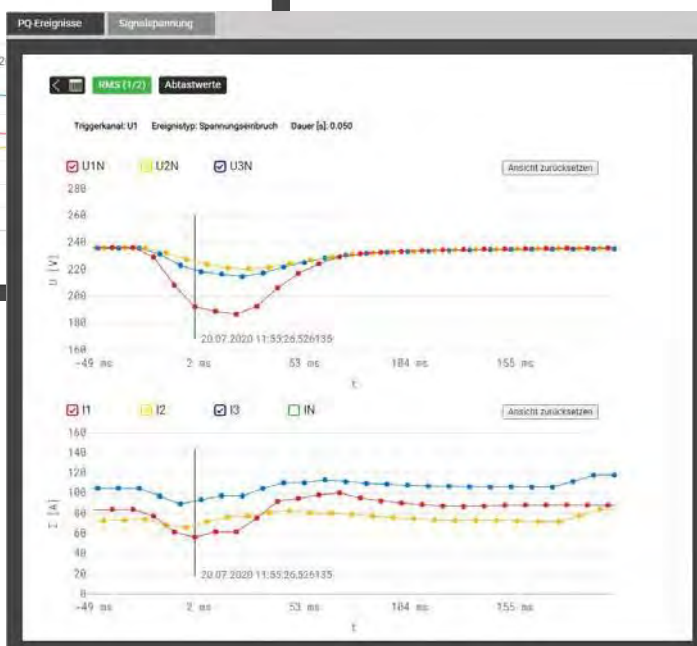 PQ-Ereignisse Signalspannung
RMS (1/2) Abtastwerte
Triggerkanal: U1 Ereignistyp: Spannungseinbruch Dauer [s]: 0.050
U1N U2N U3N Ansicht zurücksetzen
280
260
240
220
200
180
160
U [V]
20.07.2020 11:55:26,526135
-49 ms 2 ms 53 ms 104 ms 155 ms
t
I1 I2 I3 IN Ansicht zurücksetzen
160
140
120
100
80
60
40
20
0
I [A]
20.07.2020 11:55:26,526135
-49 ms 2 ms 53 ms 104 ms 155 ms
t